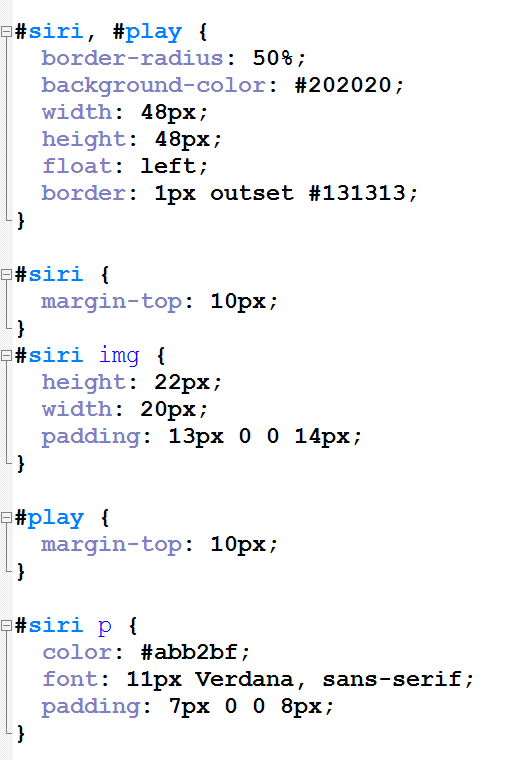 #siri, #play {
border-radius: 50%;
background-color: #202020;
width: 48px;
height: 48px;
float: left;
border: 1px outset #131313;
}
#siri {
margin-top: 10px;
}
#siri img {
height: 22px;
width: 20px;
padding: 13px 0 0 14px;
}
#play {
margin-top: 10px;
}
#siri p {
color: #abb2bf;
font: 11px Verdana, sans-serif;
padding: 7px 0 0 8px;
}